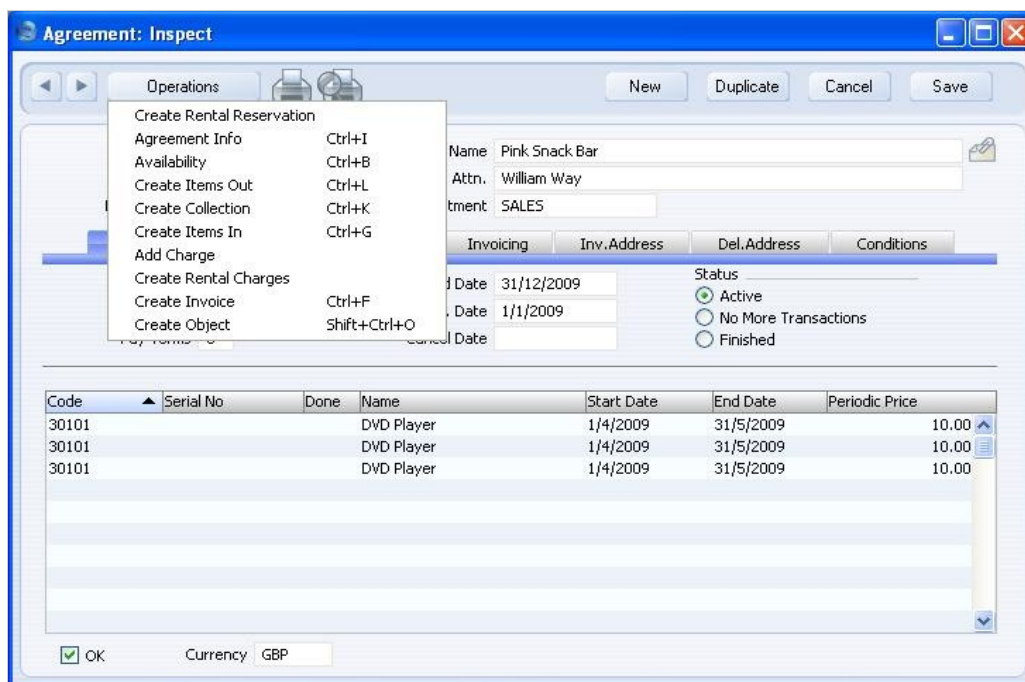 Agreement: Inspect
Operations New Duplicate Cancel Save
Create Rental Reservation
Agreement Info Ctrl+I
Availability Ctrl+B
Create Items Out Ctrl+L
Create Collection Ctrl+K
Create Items In Ctrl+G
Add Charge
Create Rental Charges
Create Invoice Ctrl+F
Create Object Shift+Ctrl+O
Name Pink Snack Bar
Attn. William Way
tment SALES
Invoicing Inv.Address Del.Address Conditions
d Date 31/12/2009
. Date 1/1/2009
Date
Status
Active
No More Transactions
Finished
Code Serial No Done Name Start Date End Date Periodic Price
30101 DVD Player 1/4/2009 31/5/2009 10.00
30101 DVD Player 1/4/2009 31/5/2009 10.00
30101 DVD Player 1/4/2009 31/5/2009 10.00
OK Currency GBP